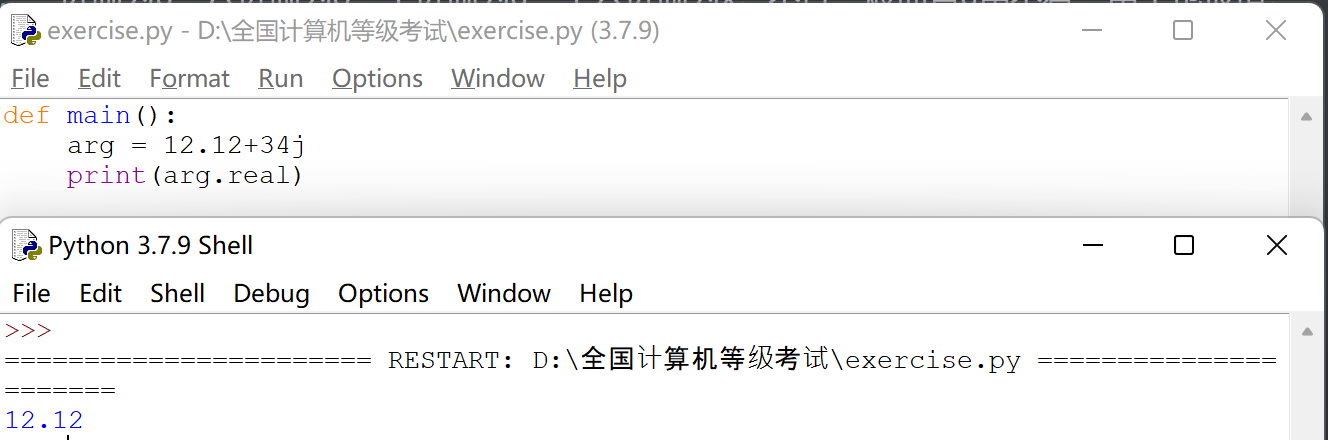 exercise.py - D:\全国计算机等级考试\exercise.py (3.7.9)
File Edit Format Run Options Window Help
def main():
    arg = 12.12+34j
    print(arg.real)
Python 3.7.9 Shell
File Edit Shell Debug Options Window Help
>>>
======================= RESTART: D:\全国计算机等级考试\exercise.py ===============
=======
12.12